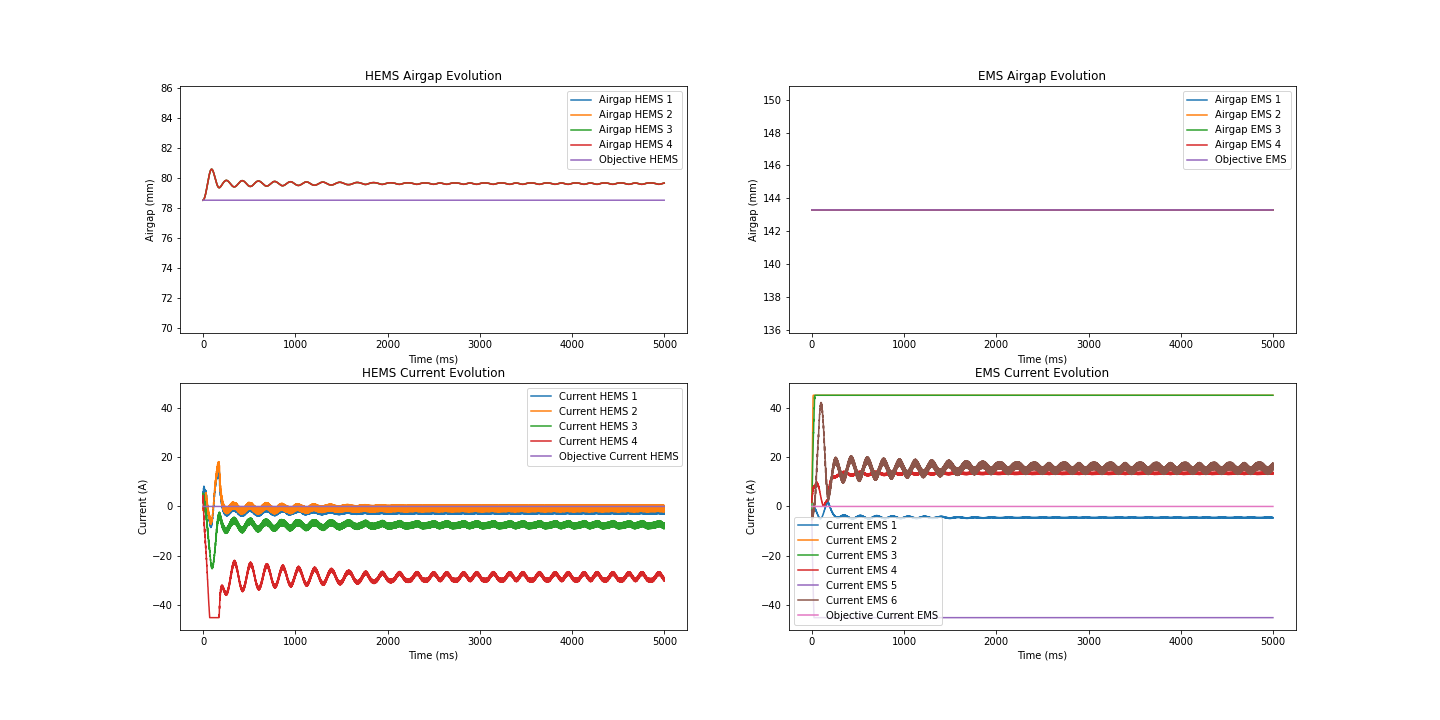 HEMS Airgap Evolution
86
84
82
80
78
76
74
72
70
Airgap (mm)
0 1000 2000 3000 4000 5000
Time (ms)
Airgap HEMS 1
Airgap HEMS 2
Airgap HEMS 3
Airgap HEMS 4
Objective HEMS
EMS Airgap Evolution
150
148
146
144
142
140
138
136
Airgap (mm)
0 1000 2000 3000 4000 5000
Time (ms)
Airgap EMS 1
Airgap EMS 2
Airgap EMS 3
Airgap EMS 4
Objective EMS
HEMS Current Evolution
40
20
0
−20
−40
Current (A)
0 1000 2000 3000 4000 5000
Time (ms)
Current HEMS 1
Current HEMS 2
Current HEMS 3
Current HEMS 4
Objective Current HEMS
EMS Current Evolution
40
20
0
−20
−40
Current (A)
0 1000 2000 3000 4000 5000
Time (ms)
Current EMS 1
Current EMS 2
Current EMS 3
Current EMS 4
Current EMS 5
Current EMS 6
Objective Current EMS